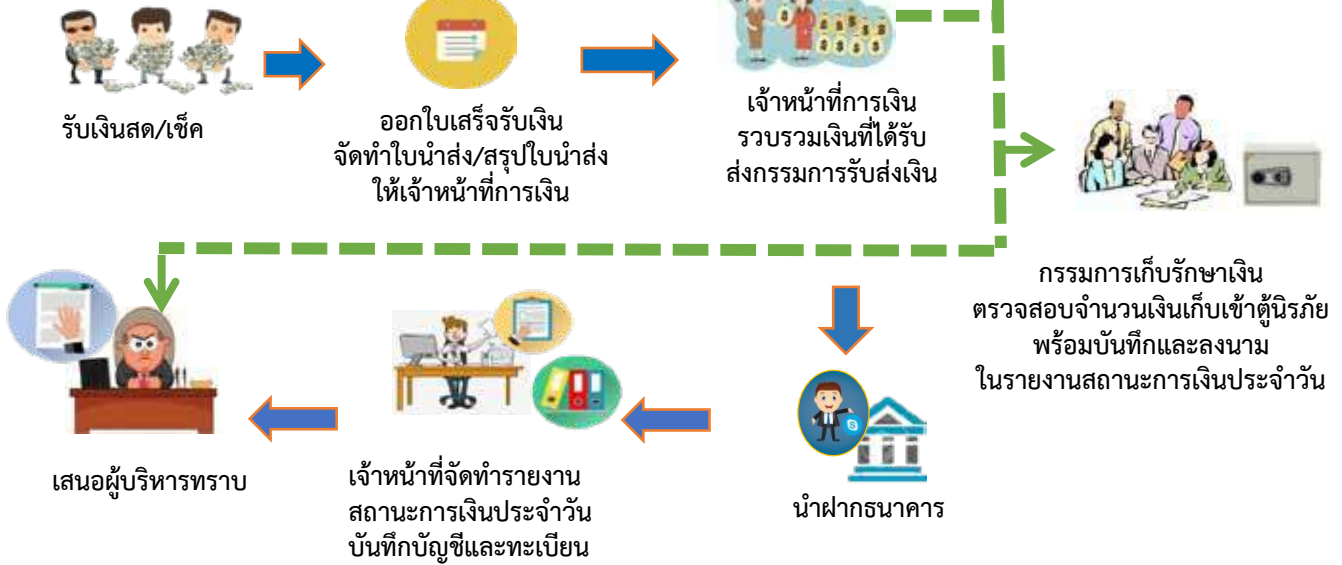 รับเงินสด/เช็ค
ออกใบเสร็จรับเงิน
จัดทำใบนำส่ง/สรุปใบนำส่ง
ให้เจ้าหน้าที่การเงิน
เจ้าหน้าที่การเงิน
รวบรวมเงินที่ได้รับ
ส่งกรรมการรับส่งเงิน
กรรมการเก็บรักษาเงิน
ตรวจสอบจำนวนเงินเก็บเข้าตู้นิรภัย
พร้อมบันทึกและลงนาม
ในรายงานสถานะการเงินประจำวัน
นำฝากธนาคาร
เจ้าหน้าที่จัดทำรายงาน
สถานะการเงินประจำวัน
บันทึกบัญชีและทะเบียน
เสนอผู้บริหารทราบ